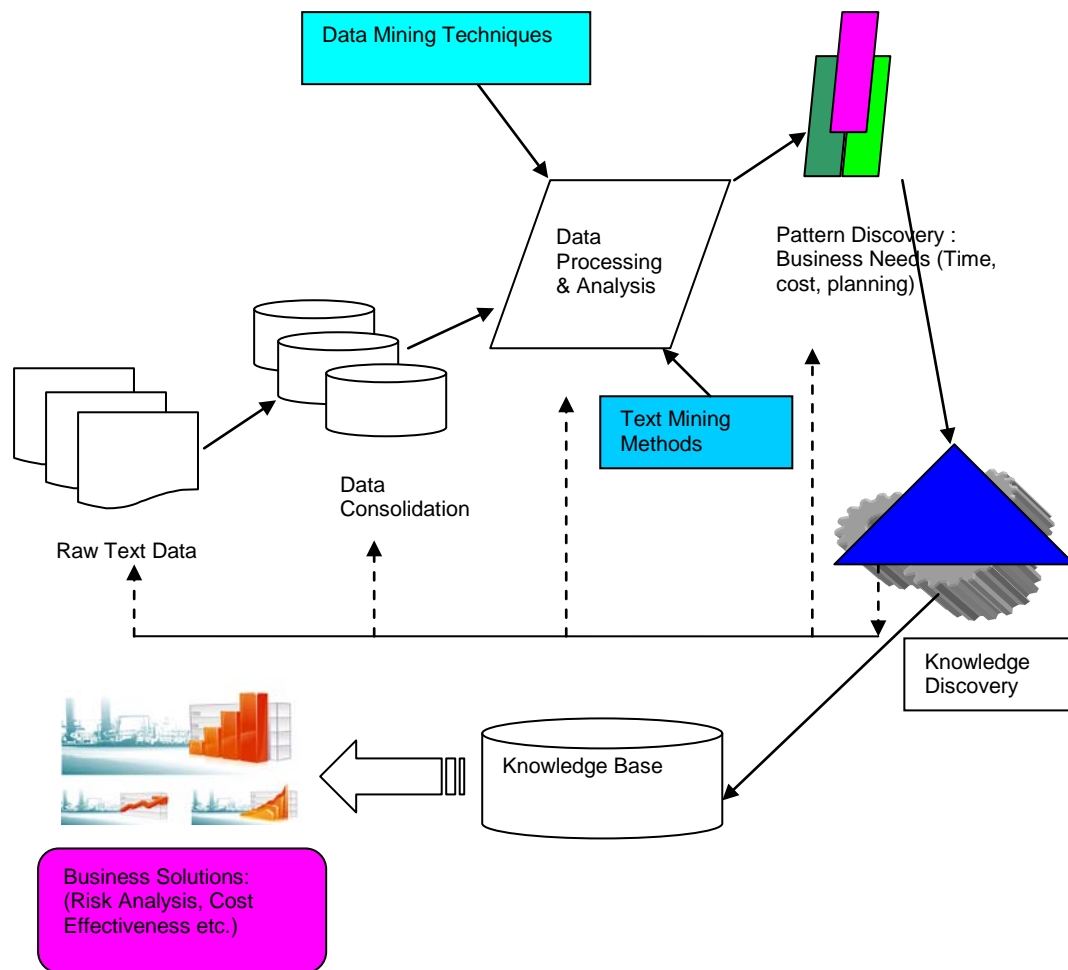 Data Mining Techniques
Data
Processing
& Analysis
Pattern Discovery :
Business Needs (Time,
cost, planning)
Text Mining
Methods
Data
Consolidation
Raw Text Data
Knowledge
Discovery
Knowledge Base
Business Solutions:
(Risk Analysis, Cost
Effectiveness etc.)